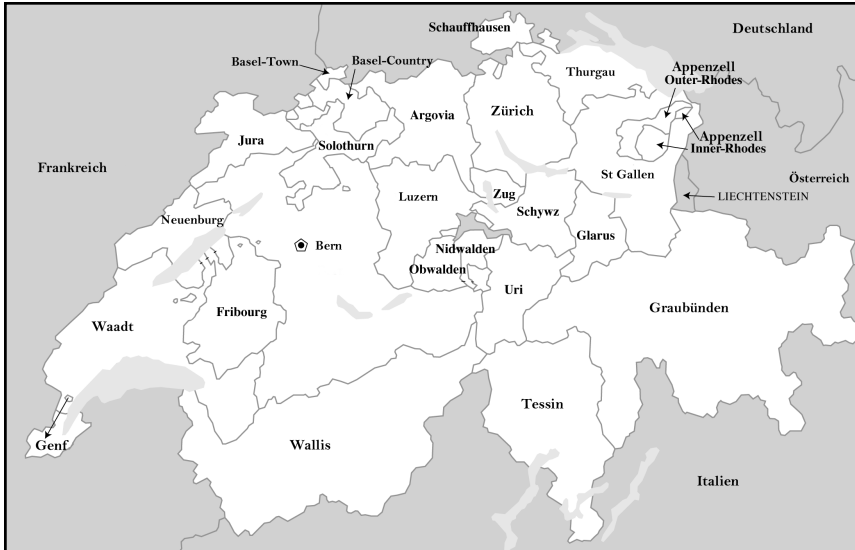 Schauffhausen
Deutschland
Basel-Town
Basel-Country
Thurgau
Appenzell
Outer-Rhodes
Zürich
Argovia
Jura
Solothurn
Appenzell
Inner-Rhodes
Frankreich
St Gallen
Österreich
LIECHTENSTEIN
Luzern
Zug
Schywz
Neuenburg
Glarus
Bern
Nidwalden
Obwalden
Uri
Fribourg
Graubünden
Waadt
Tessin
Genf
Wallis
Italien